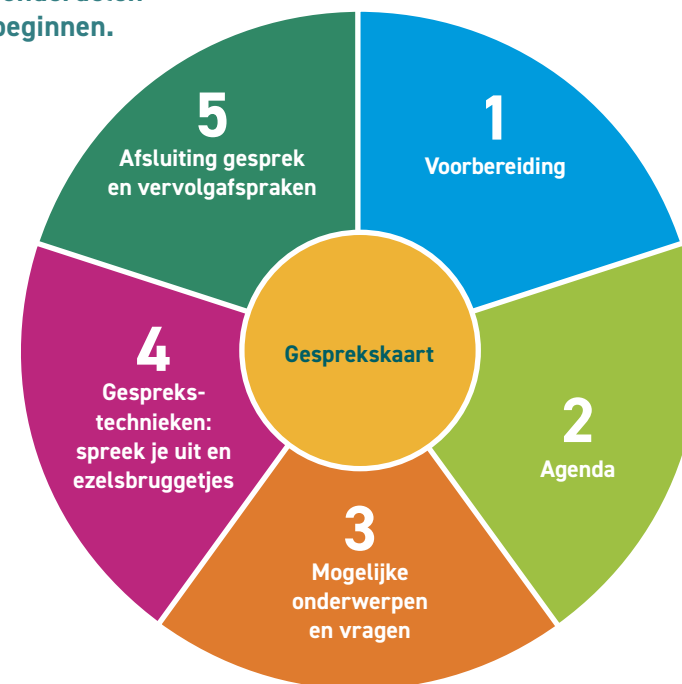 beginnen.
1
Voorbereiding
2
Agenda
3
Mogelijke
onderwerpen
en vragen
4
Gespreks-
technieken:
spreek je uit en
ezelsbruggetjes
5
Afsluiting gesprek
en vervolgafspraken
Gesprekskaart